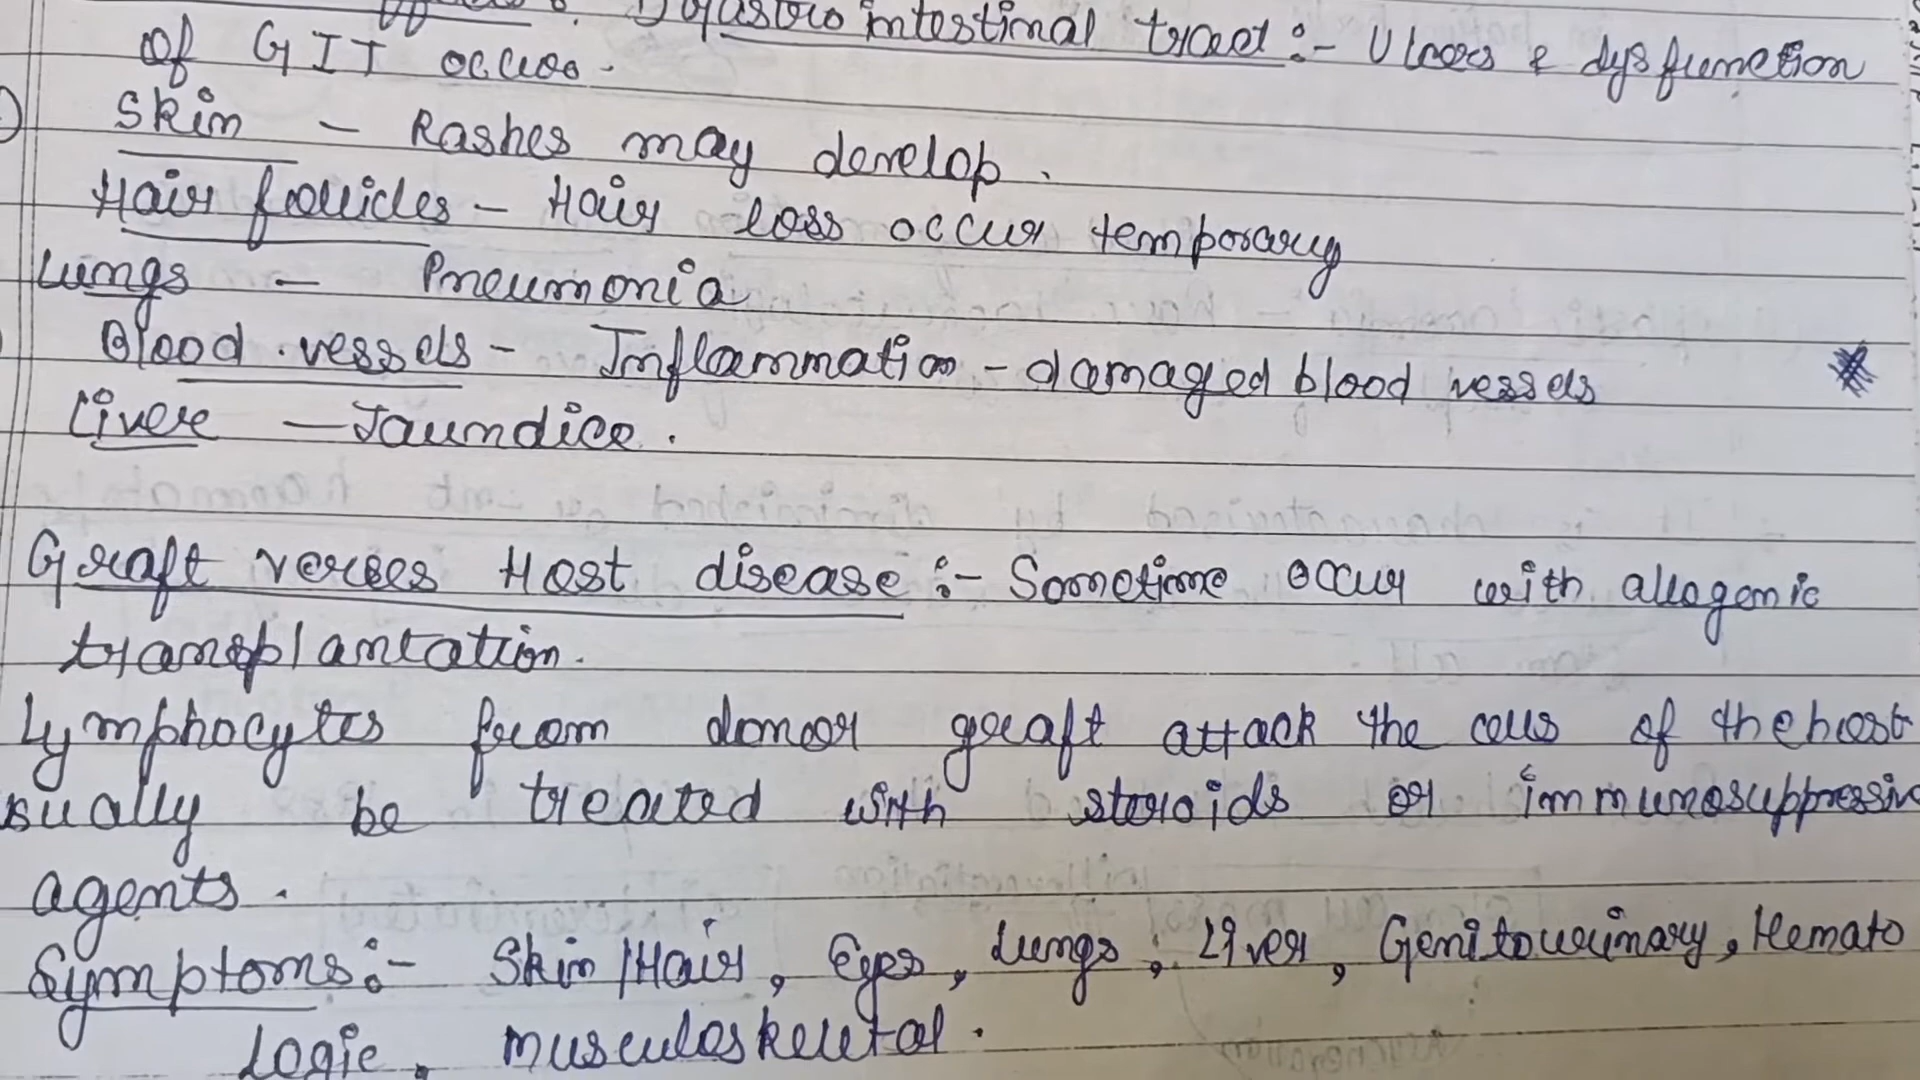 Gastrointestinal tract :- Ulcers & dysfunction
of GIT occurs.
Skin - Rashes may develop.
Hair follicles - Hair loss occur temporary
Lungs - Pneumonia
Blood vessels - Inflammation - damaged blood vessels
Liver - Jaundice.
Graft verses Host disease :- Sometime occur with allogenic
transplantation.
Lymphocytes from donor graft attack the cells of the host
sually be treated with steroids or immunosuppressive
agents.
Symptoms :- Skin/Hair, Eyes, Lungs, Liver, Genitourinary, Hemato
logic, musculoskeletal.